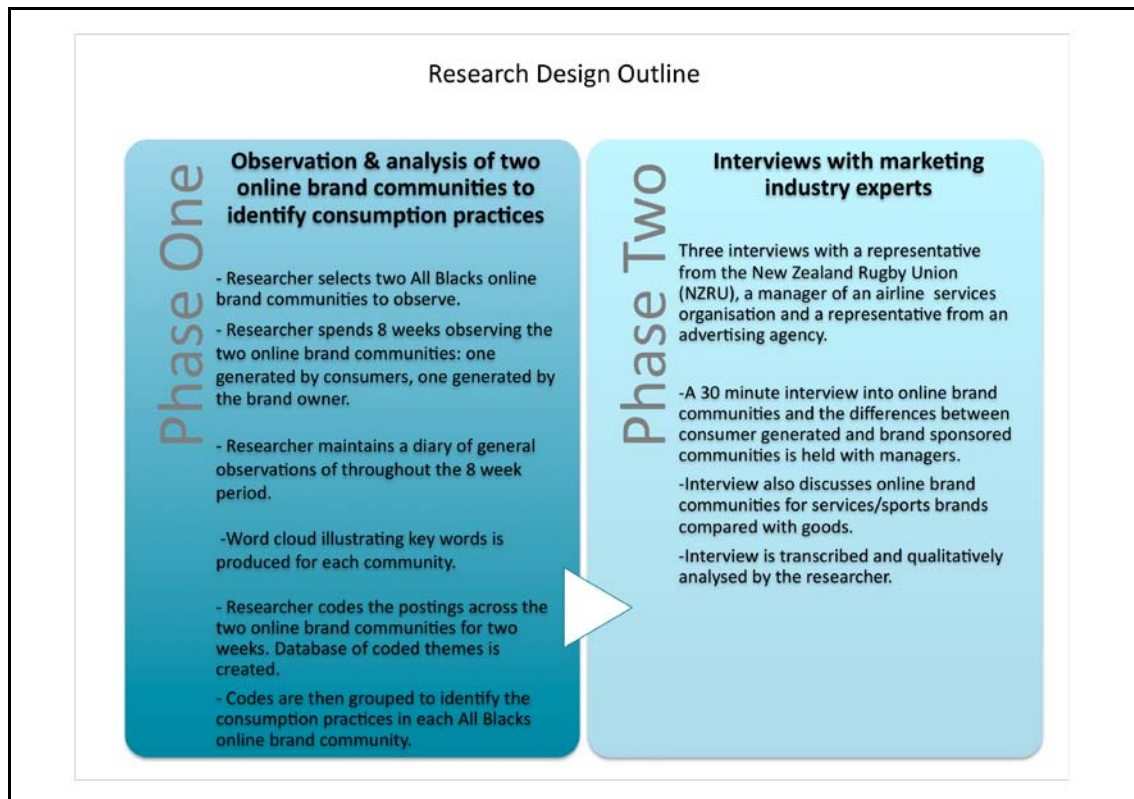 Research Design Outline
Phase One
Observation & analysis of two
online brand communities to
identify consumption practices
- Researcher selects two All Blacks online
brand communities to observe.
- Researcher spends 8 weeks observing the
two online brand communities: one
generated by consumers, one generated by
the brand owner.
- Researcher maintains a diary of general
observations of throughout the 8 week
period.
-Word cloud illustrating key words is
produced for each community.
- Researcher codes the postings across the
two online brand communities for two
weeks. Database of coded themes is
created.
- Codes are then grouped to identify the
consumption practices in each All Blacks
online brand community.
Phase Two
Interviews with marketing
industry experts
Three interviews with a representative
from the New Zealand Rugby Union
(NZRU), a manager of an airline services
organisation and a representative from an
advertising agency.
-A 30 minute interview into online brand
communities and the differences between
consumer generated and brand sponsored
communities is held with managers.
-Interview also discusses online brand
communities for services/sports brands
compared with goods.
-Interview is transcribed and qualitatively
analysed by the researcher.